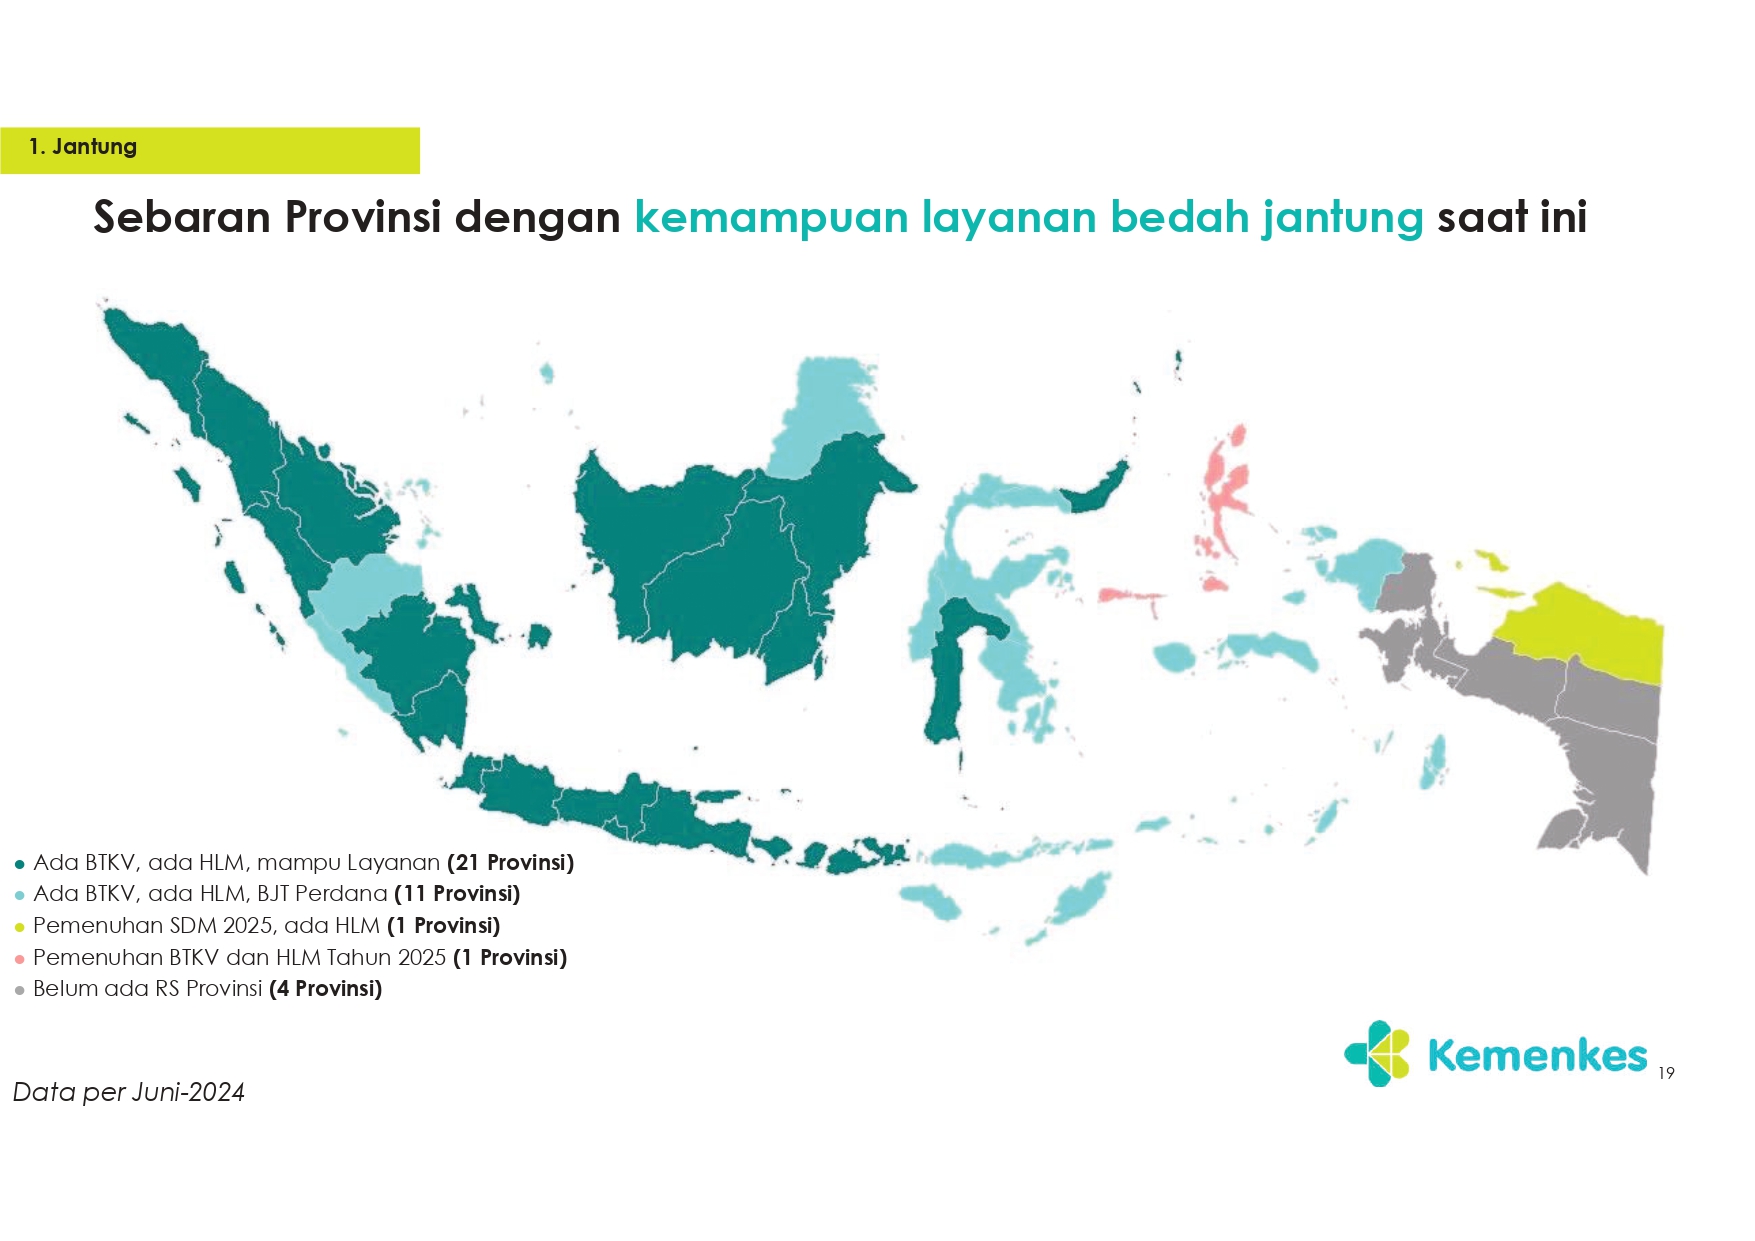 1. Jantung
Sebaran Provinsi dengan kemampuan layanan bedah jantung saat ini
● Ada BTKV, ada HLM, mampu Layanan (21 Provinsi)
● Ada BTKV, ada HLM, BJT Perdana (11 Provinsi)
● Pemenuhan SDM 2025, ada HLM (1 Provinsi)
● Pemenuhan BTKV dan HLM Tahun 2025 (1 Provinsi)
● Belum ada RS Provinsi (4 Provinsi)
Kemenkes
19
Data per Juni-2024